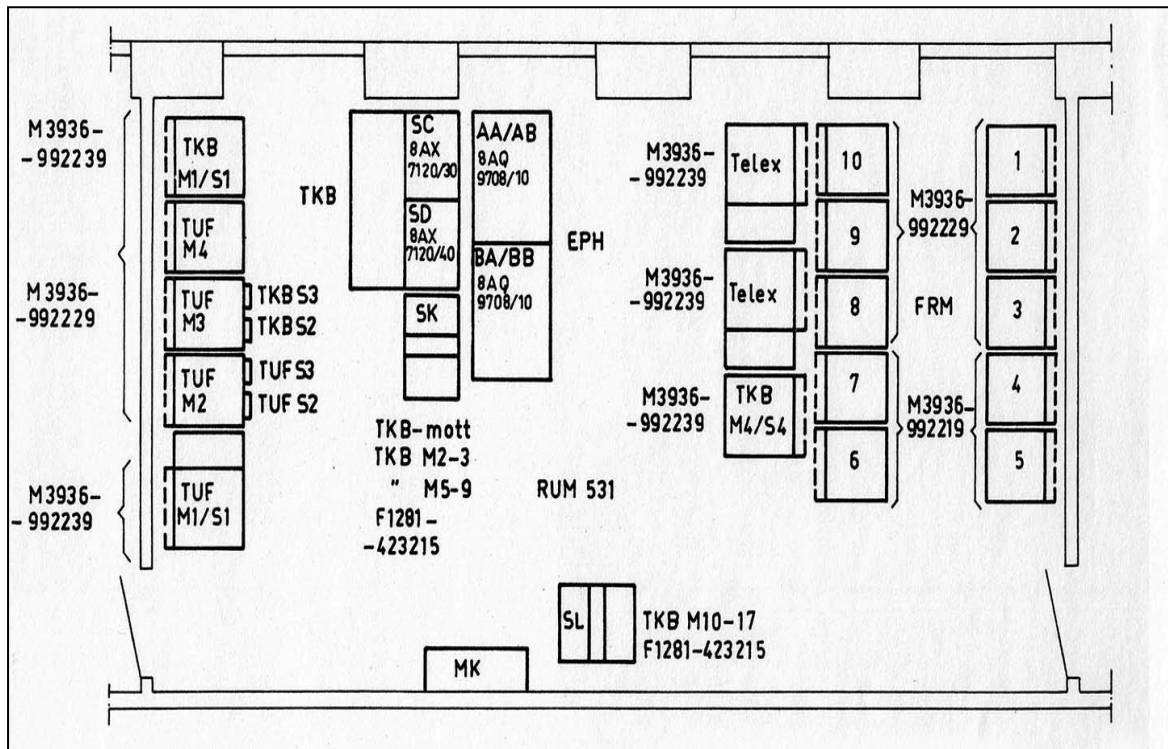 M3936-
-992239
M3936-
-992229
M3936-
-992239
TKB
M1/S1
TUF
M4
TUF
M3
TUF
M2
TUF
M1/S1
TKB S3
TKB S2
TUF S3
TUF S2
TKB
SC
8AX
7120/30
SD
8AX
7120/40
SK
AA/AB
8AQ
9708/10
BA/BB
8AQ
9708/10
EPH
TKB-mott
TKB M2-3
" M5-9
F1281-
-423215
RUM 531
M3936-
-992239
Telex
M3936-
-992239
Telex
M3936-
-992239
TKB
M4/S4
10
9
8
7
6
M3936-
992229
FRM
M3936-
992219
1
2
3
4
5
SL
TKB M10-17
F1281-423215
MK